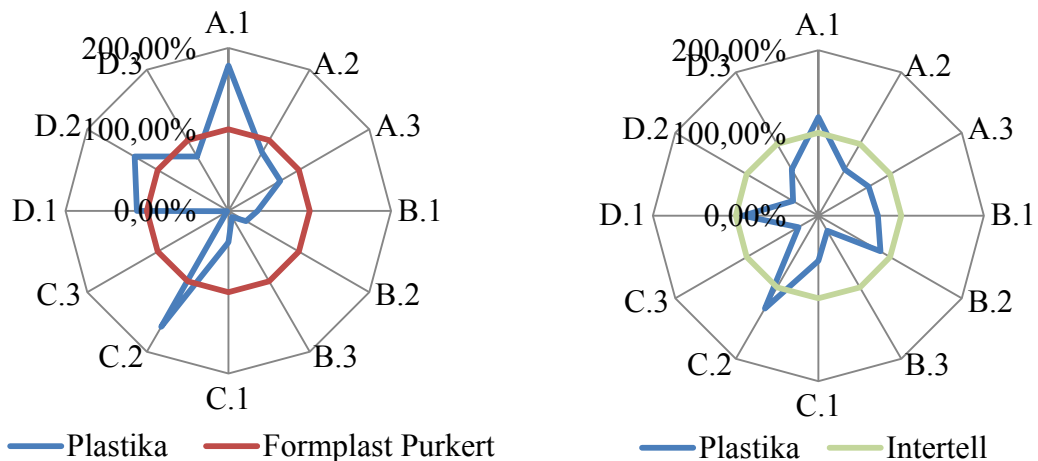 A.1
200,00%
D.3
A.2
D.2
100,00%
A.3
D.1
0,00%
B.1
C.3
B.2
C.2
B.3
C.1
Plastika
Formplast Purkert
A.1
200,00%
D.3
A.2
D.2
100,00%
A.3
D.1
0,00%
B.1
C.3
B.2
C.2
B.3
C.1
Plastika
Intertell